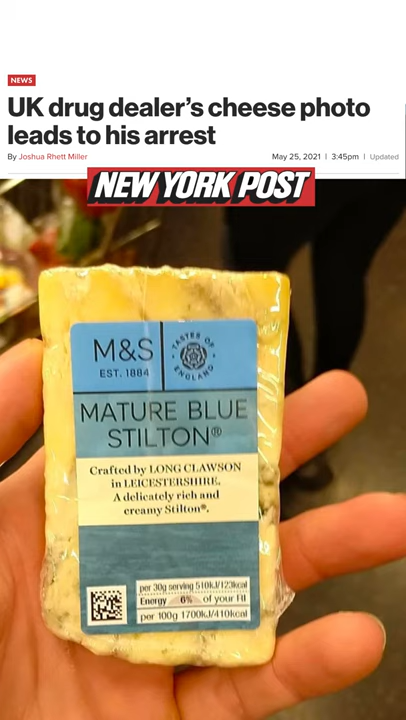 NEWS
UK drug dealer's cheese photo
leads to his arrest
By Joshua Rhett Miller
May 25, 2021 | 3:45pm | Updated
NEW YORK POST
M&S
EST. 1884
TASTES OF
ENGLAND
MATURE BLUE
STILTON®
Crafted by LONG CLAWSON
in LEICESTERSHIRE.
A delicately rich and
creamy Stilton®.
per 30g serving 510kJ/123kcal
Energy 6% of your RI
per 100g 1700kJ/410kcal